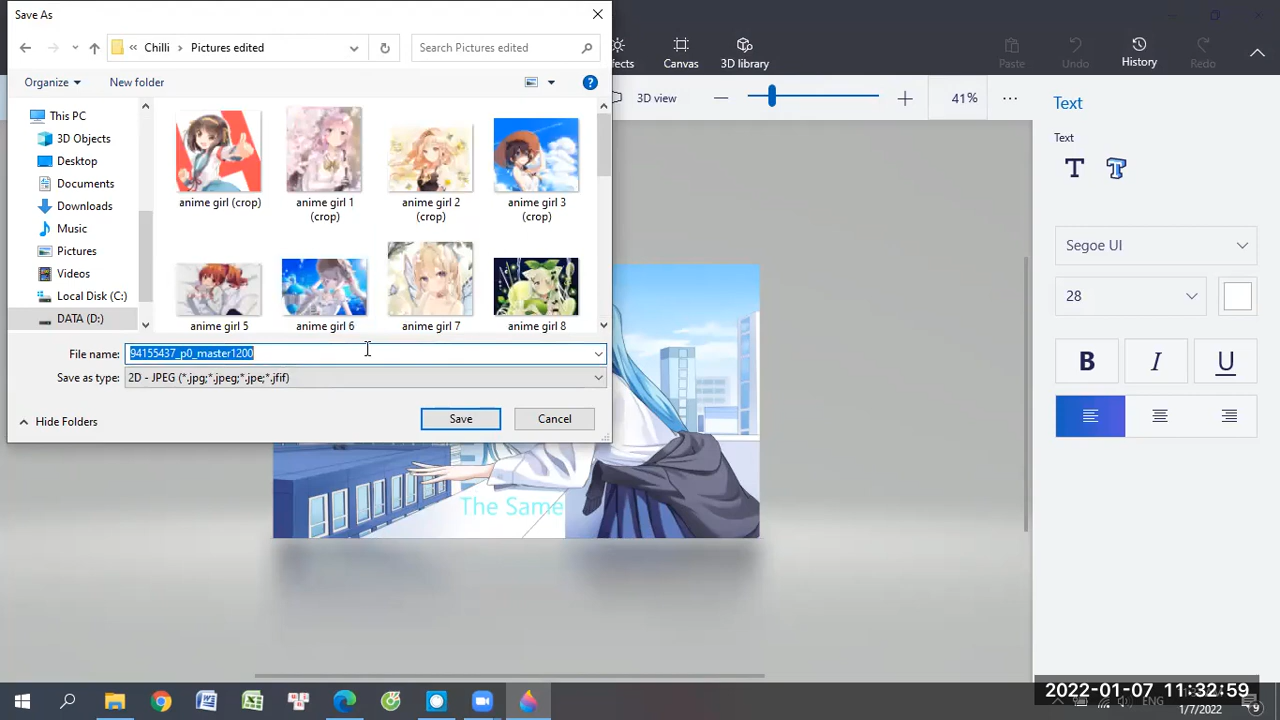 Save As
Chilli
Pictures edited
Search Pictures edited
Organize
New folder
This PC
3D Objects
Desktop
Documents
Downloads
Music
Pictures
Videos
Local Disk (C:)
DATA (D:)
anime girl (crop)
anime girl 1
(crop)
anime girl 2
(crop)
anime girl 3
(crop)
anime girl 5
anime girl 6
anime girl 7
anime girl 8
File name:
94155437_p0_master1200
Save as type:
2D - JPEG (*.jpg;*.jpeg;*.jpe;*.jfif)
Hide Folders
Save
Cancel
Canvas
3D library
Paste
Undo
History
Redo
3D view
41%
Text
Text
Segoe UI
28
B
I
U
The Same
2022-01-07 11:32:59
1/7/2022
9